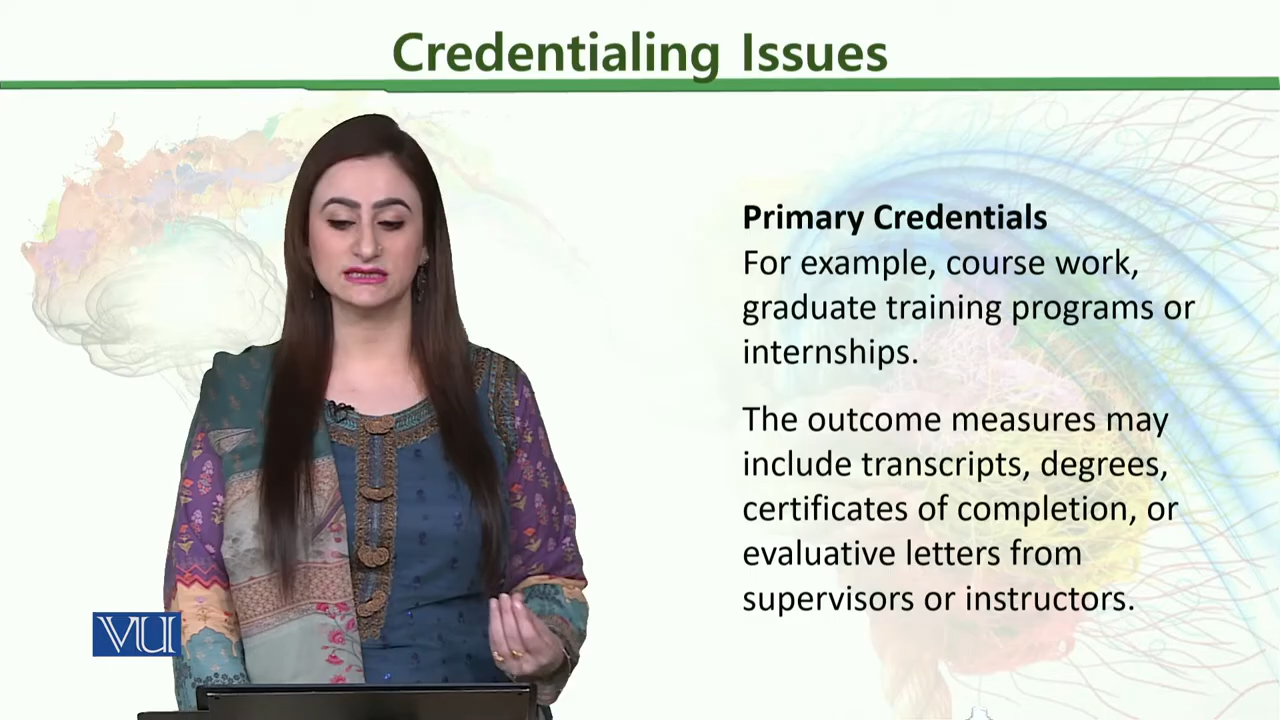 Credentialing Issues
Primary Credentials
For example, course work,
graduate training programs or
internships.
The outcome measures may
include transcripts, degrees,
certificates of completion, or
evaluative letters from
supervisors or instructors.
VU